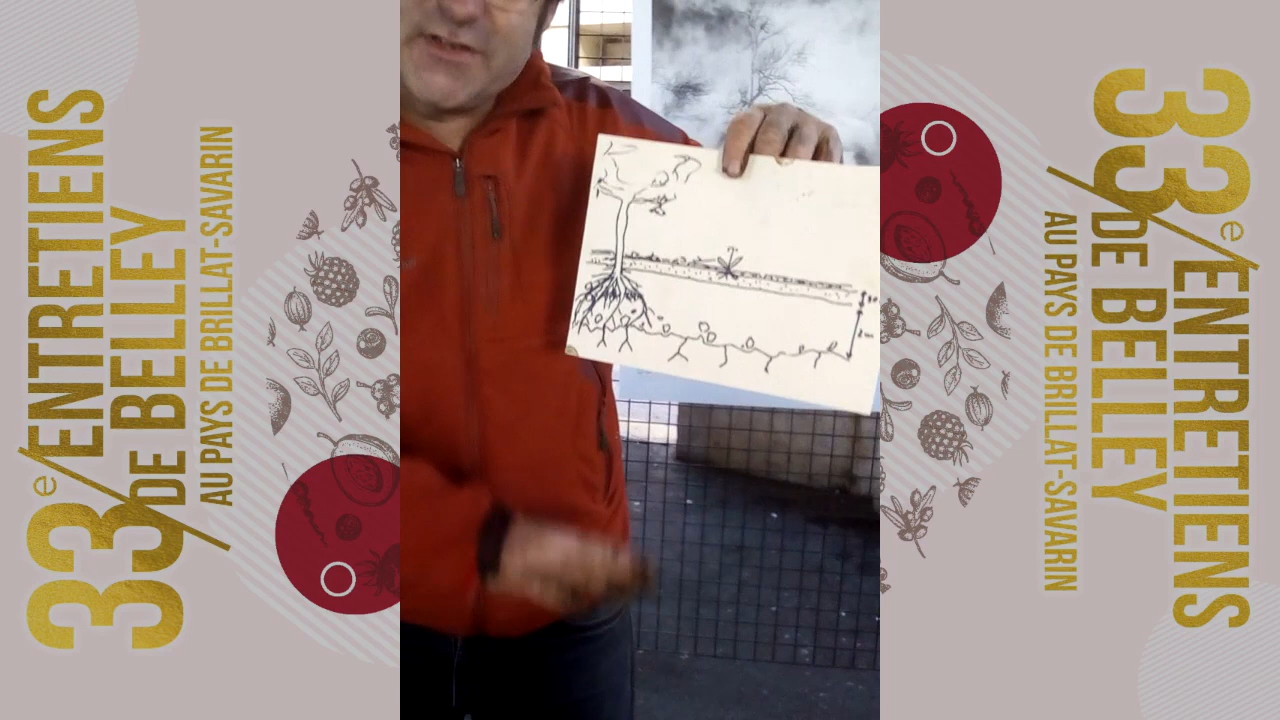 33e ENTRETIENS
DE BELLEY
AU PAYS DE BRILLAT-SAVARIN
33e ENTRETIENS
DE BELLEY
AU PAYS DE BRILLAT-SAVARIN